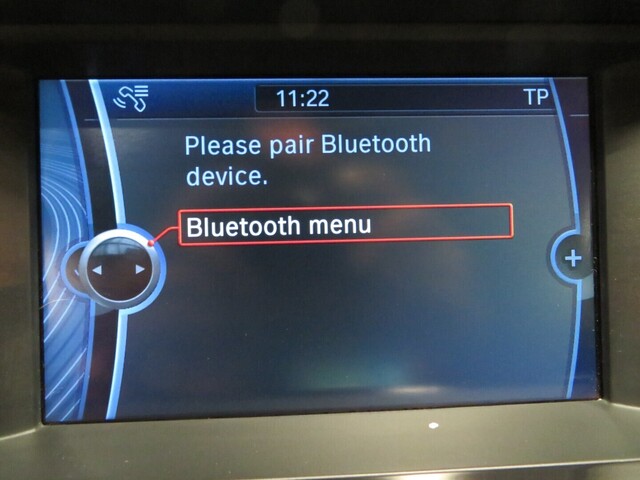 11:22 TP
Please pair Bluetooth
device.
Bluetooth menu
+